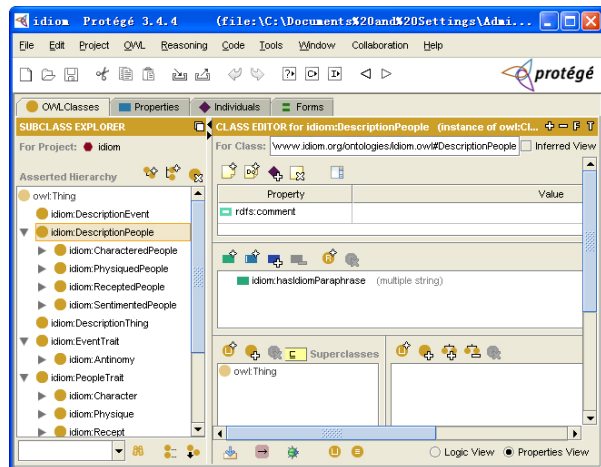 idiom Protégé 3.4.4 (file:\C:\Documents%20and%20Settings\Admi...
File Edit Project OWL Reasoning Code Tools Window Collaboration Help
protégé
OWLClasses Properties Individuals Forms
SUBCLASS EXPLORER
For Project: idiom
Asserted Hierarchy
owl:Thing
idiom:DescriptionEvent
idiom:DescriptionPeople
idiom:CharacteredPeople
idiom:PhysiquedPeople
idiom:ReceptedPeople
idiom:SentimentedPeople
idiom:DescriptionThing
idiom:EventTrait
idiom:Antinomy
idiom:PeopleTrait
idiom:Character
idiom:Physique
idiom:Recept
CLASS EDITOR for idiom:DescriptionPeople (instance of owl:Cl...
For Class: www.idiom.org/ontologies/idiom.owl#DescriptionPeople Inferred View
Property Value
rdfs:comment
idiom:hasIdiomParaphrase (multiple string)
Superclasses
owl:Thing
Logic View Properties View